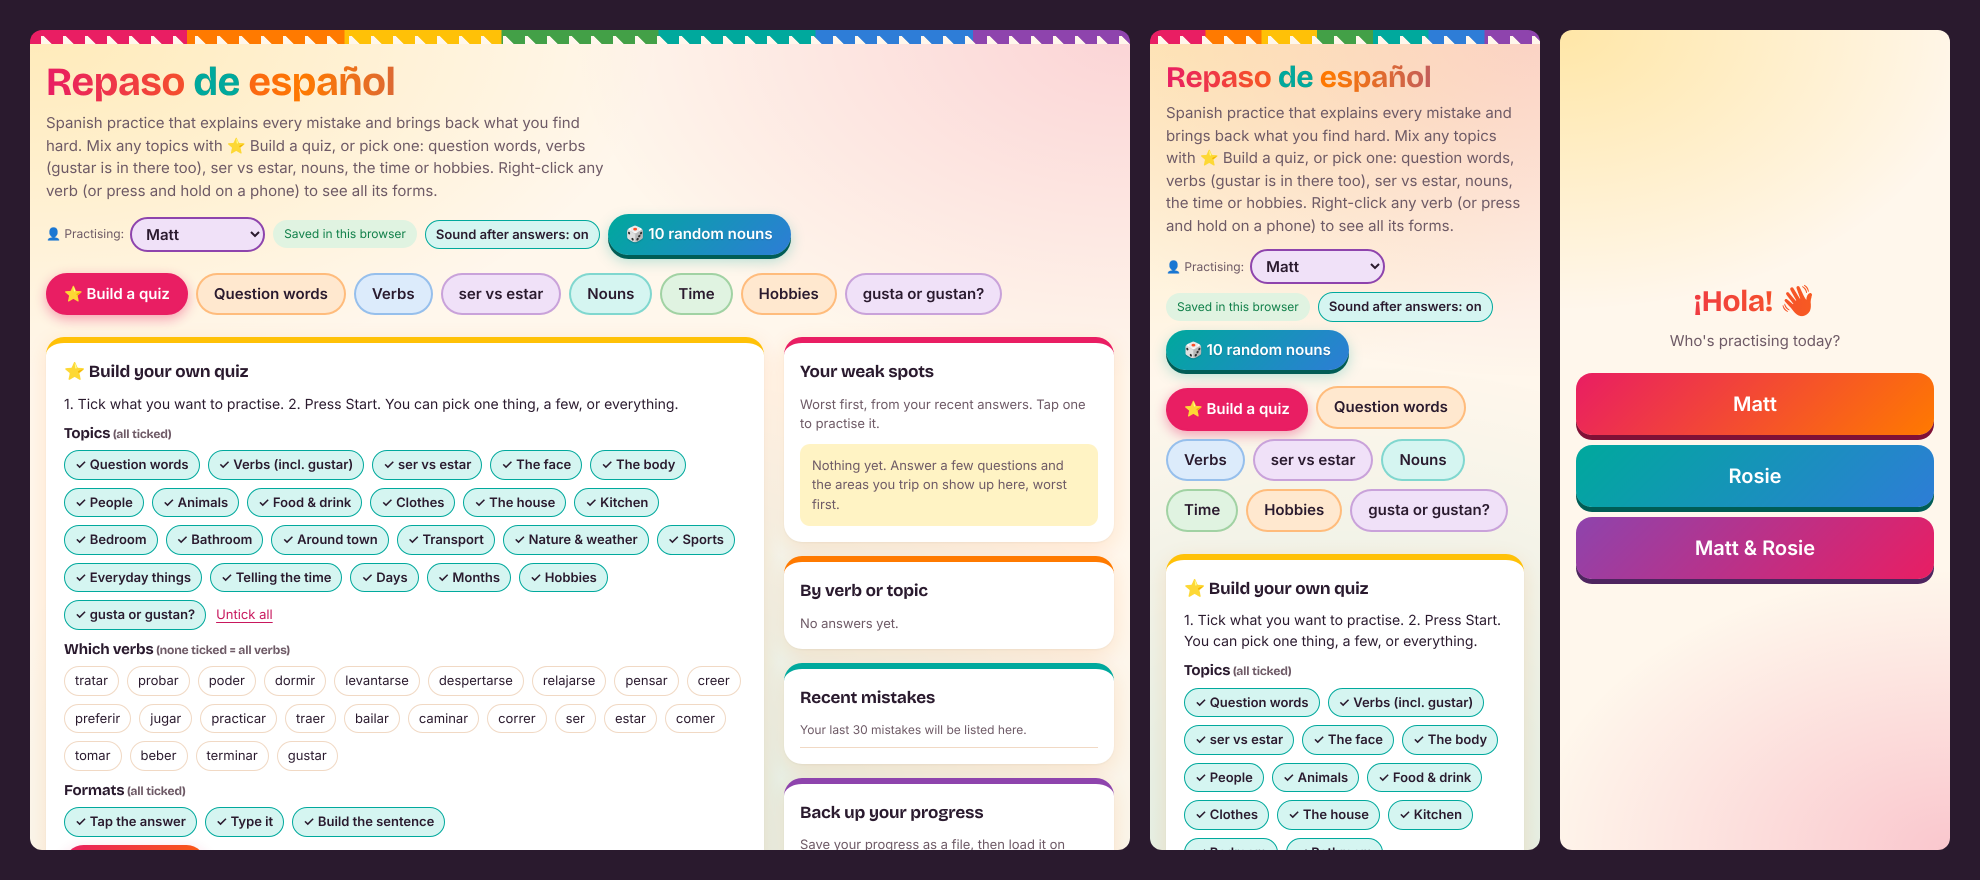 Repaso de español
Spanish practice that explains every mistake and brings back what you find
hard. Mix any topics with ⭐ Build a quiz, or pick one: question words, verbs
(gustar is in there too), ser vs estar, nouns, the time or hobbies. Right-click any
verb (or press and hold on a phone) to see all its forms.
👤 Practising: Matt Saved in this browser Sound after answers: on 🎲 10 random nouns
⭐ Build a quiz Question words Verbs ser vs estar Nouns Time Hobbies gusta or gustan?
⭐ Build your own quiz
1. Tick what you want to practise. 2. Press Start. You can pick one thing, a few, or everything.
Topics (all ticked)
✓ Question words ✓ Verbs (incl. gustar) ✓ ser vs estar ✓ The face ✓ The body
✓ People ✓ Animals ✓ Food & drink ✓ Clothes ✓ The house ✓ Kitchen
✓ Bedroom ✓ Bathroom ✓ Around town ✓ Transport ✓ Nature & weather ✓ Sports
✓ Everyday things ✓ Telling the time ✓ Days ✓ Months ✓ Hobbies
✓ gusta or gustan? Untick all
Which verbs (none ticked = all verbs)
tratar probar poder dormir levantarse despertarse relajarse pensar creer
preferir jugar practicar traer bailar caminar correr ser estar comer
tomar beber terminar gustar
Formats (all ticked)
✓ Tap the answer ✓ Type it ✓ Build the sentence
Your weak spots
Worst first, from your recent answers. Tap one
to practise it.
Nothing yet. Answer a few questions and
the areas you trip on show up here, worst
first.
By verb or topic
No answers yet.
Recent mistakes
Your last 30 mistakes will be listed here.
Back up your progress
Save your progress as a file, then load it on
Repaso de español
Spanish practice that explains every mistake and
brings back what you find hard. Mix any topics
with ⭐ Build a quiz, or pick one: question words,
verbs (gustar is in there too), ser vs estar, nouns,
the time or hobbies. Right-click any verb (or press
and hold on a phone) to see all its forms.
👤 Practising: Matt
Saved in this browser Sound after answers: on
🎲 10 random nouns
⭐ Build a quiz Question words
Verbs ser vs estar Nouns
Time Hobbies gusta or gustan?
⭐ Build your own quiz
1. Tick what you want to practise. 2. Press Start.
You can pick one thing, a few, or everything.
Topics (all ticked)
✓ Question words ✓ Verbs (incl. gustar)
✓ ser vs estar ✓ The face ✓ The body
✓ People ✓ Animals ✓ Food & drink
✓ Clothes ✓ The house ✓ Kitchen
¡Hola! 👋
Who's practising today?
Matt
Rosie
Matt & Rosie